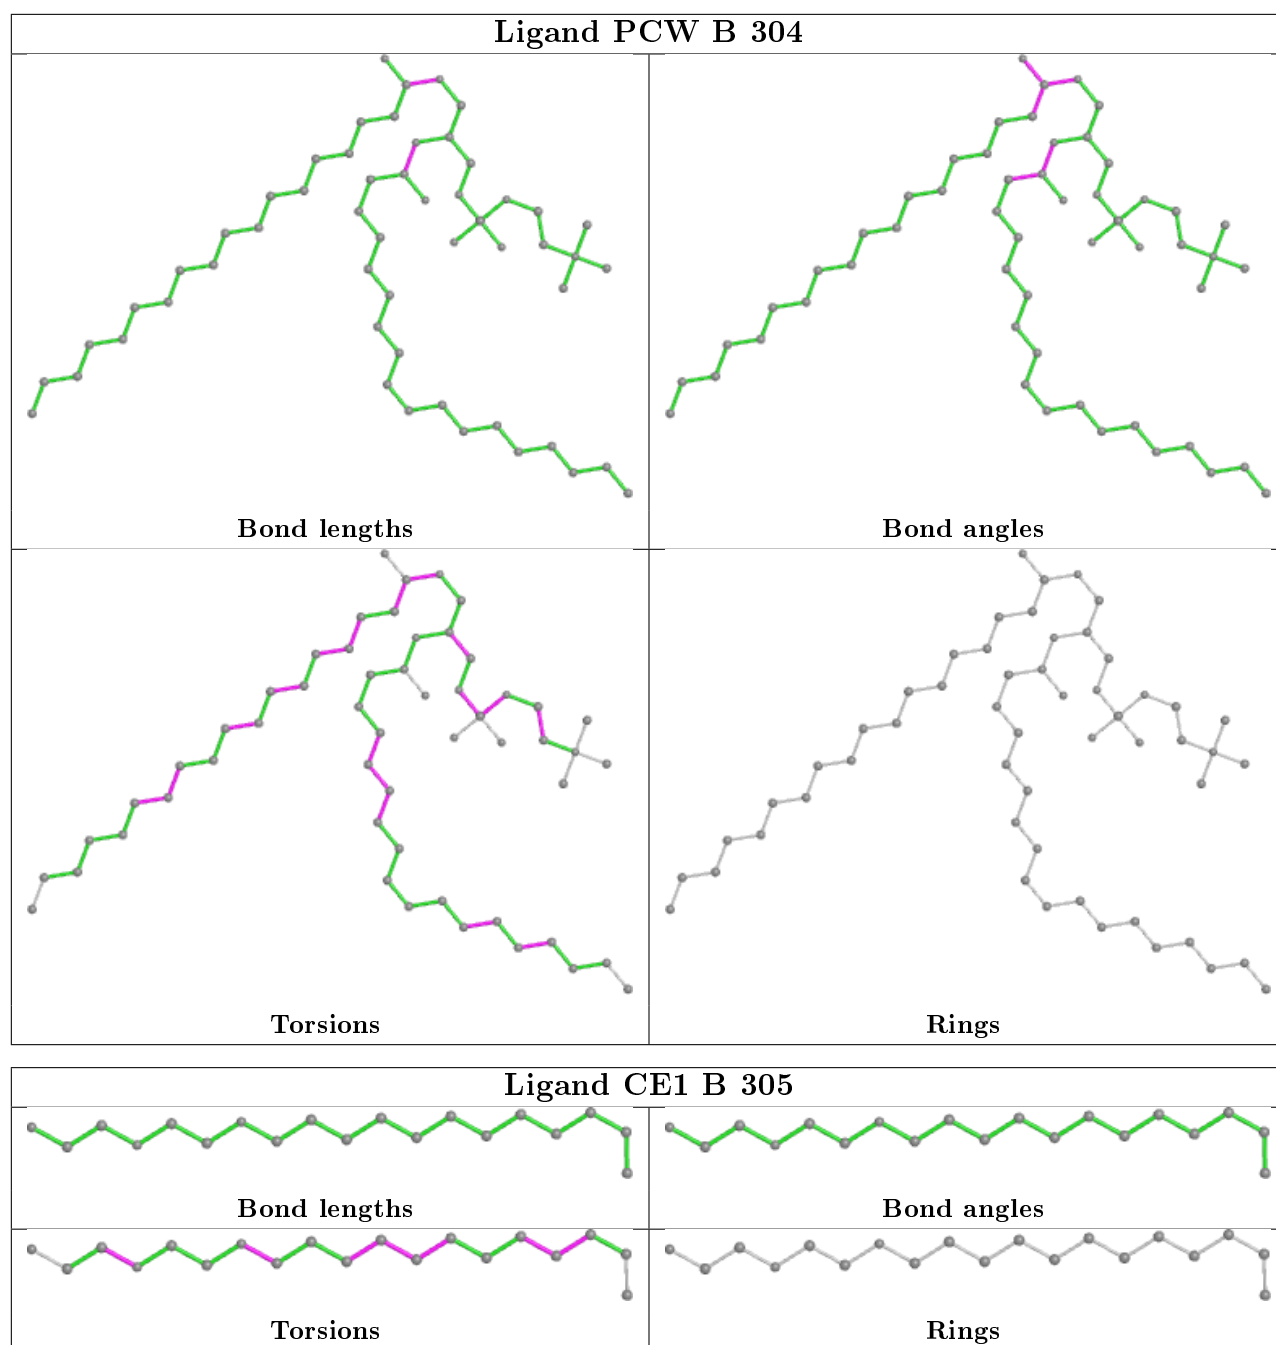 Ligand PCW B 304
Bond lengths
Bond angles
Torsions
Rings
Ligand CE1 B 305
Bond lengths
Bond angles
Torsions
Rings